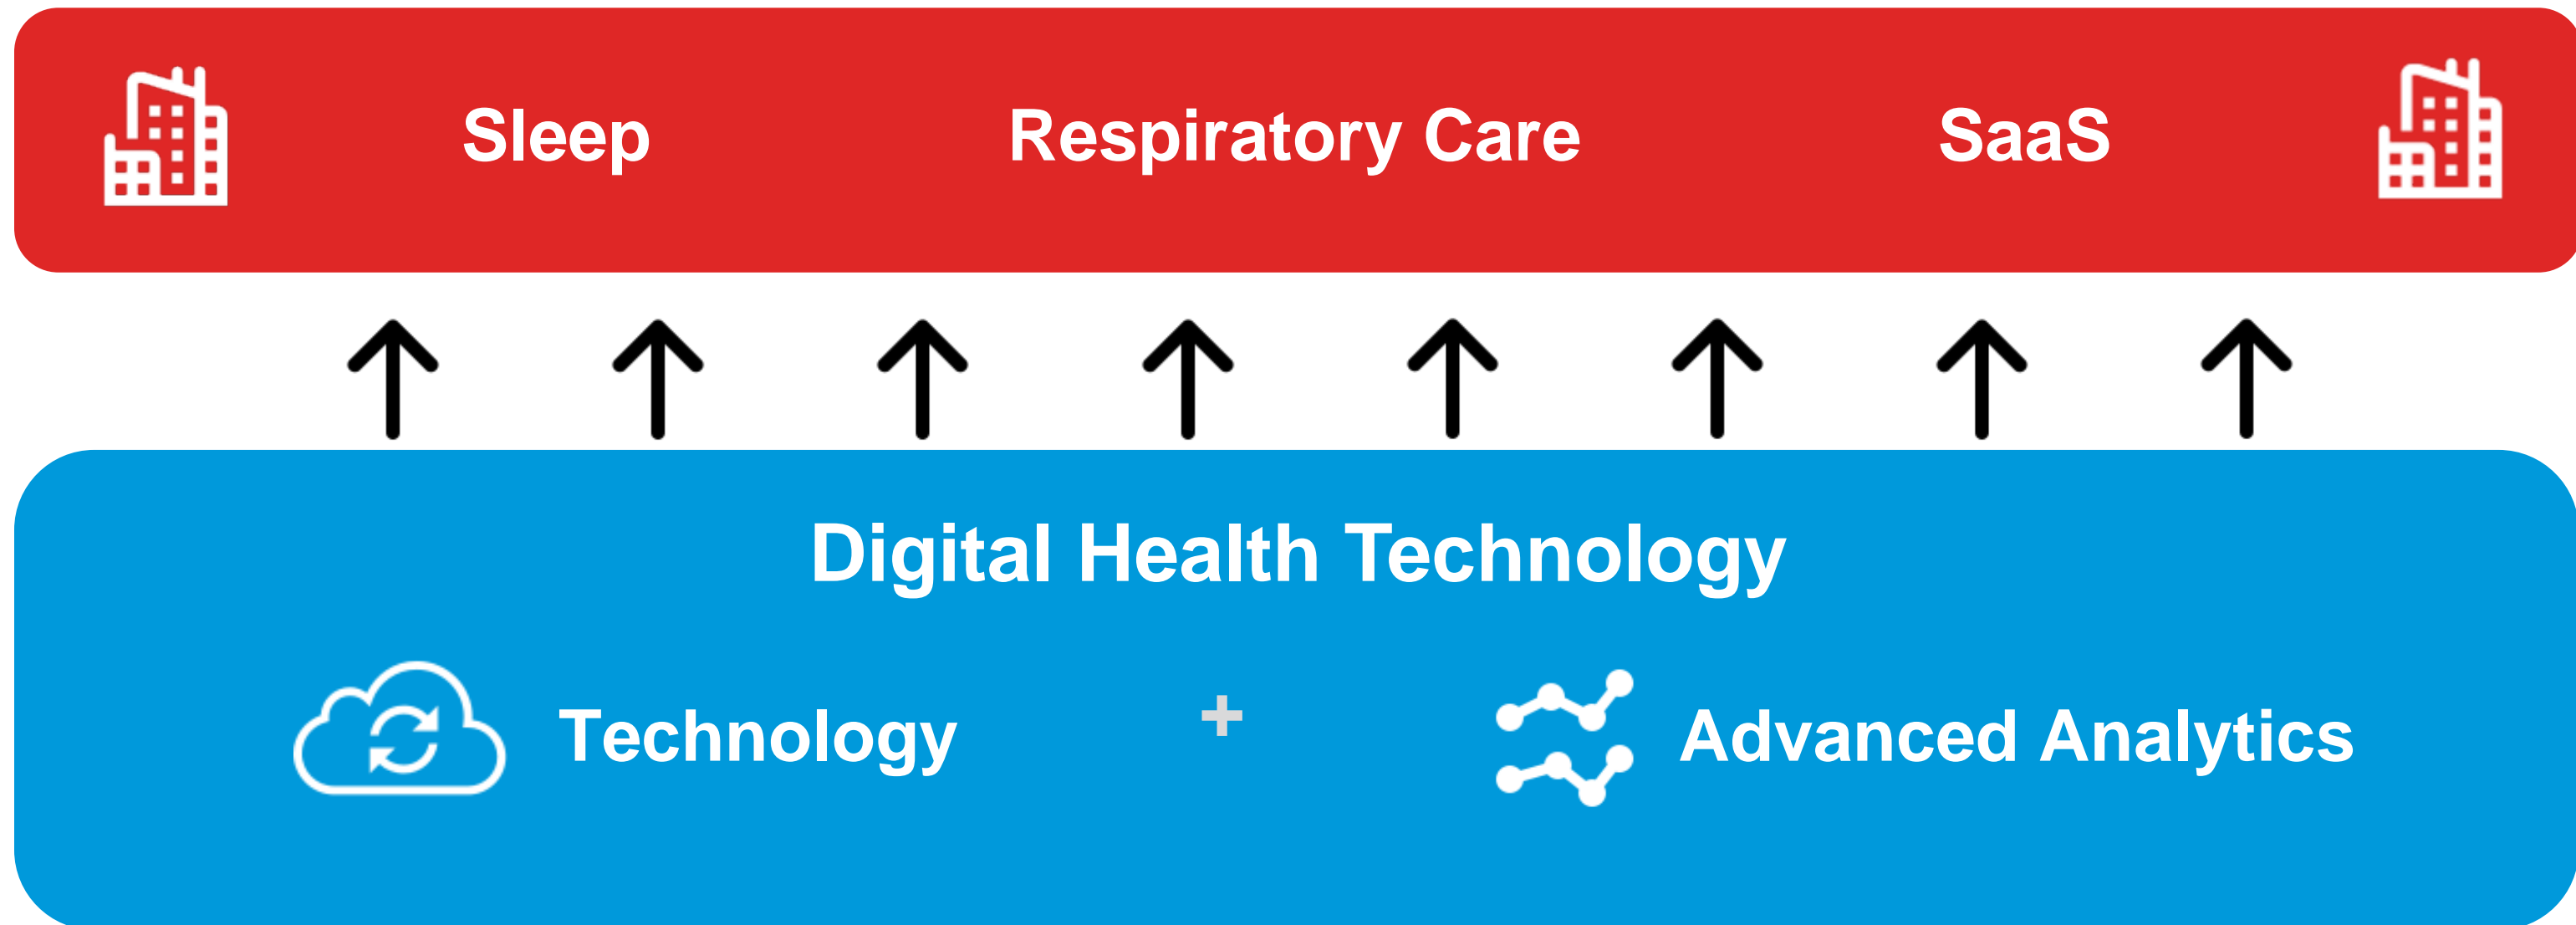 Sleep Respiratory Care SaaS
Digital Health Technology
Technology + Advanced Analytics